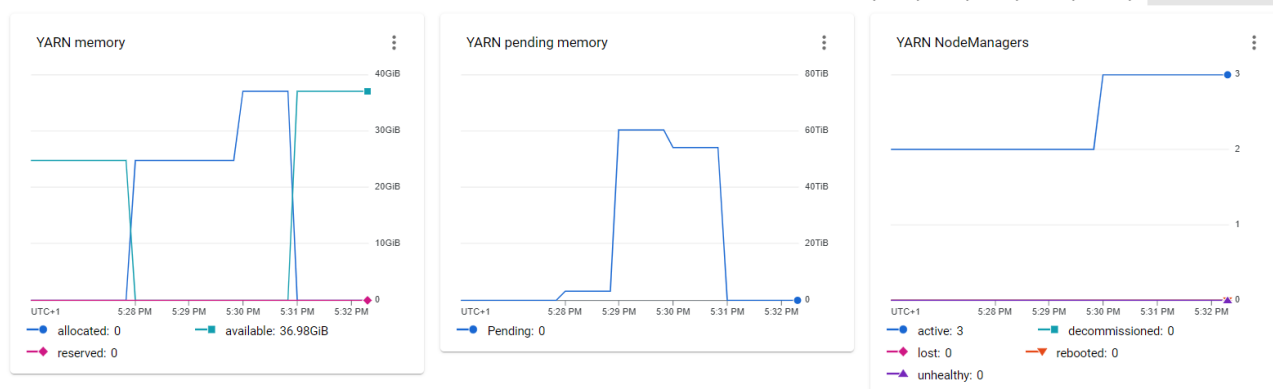 YARN memory
40GiB
30GiB
20GiB
10GiB
0
UTC+1 5:28 PM 5:29 PM 5:30 PM 5:31 PM 5:32 PM
allocated: 0 available: 36.98GiB
reserved: 0
YARN pending memory
80TiB
60TiB
40TiB
20TiB
0
UTC+1 5:28 PM 5:29 PM 5:30 PM 5:31 PM 5:32 PM
Pending: 0
YARN NodeManagers
3
2
1
0
UTC+1 5:28 PM 5:29 PM 5:30 PM 5:31 PM 5:32 PM
active: 3 decommissioned: 0
lost: 0 rebooted: 0
unhealthy: 0